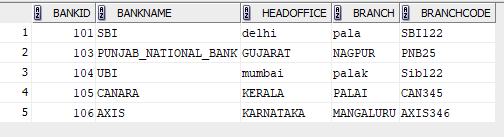 BANKID BANKNAME HEADOFFICE BRANCH BRANCHCODE
1 101 SBI delhi pala SBI122
2 103 PUNJAB_NATIONAL_BANK GUJARAT NAGPUR PNB25
3 104 UBI mumbai palak Sib122
4 105 CANARA KERALA PALAI CAN345
5 106 AXIS KARNATAKA MANGALURU AXIS346